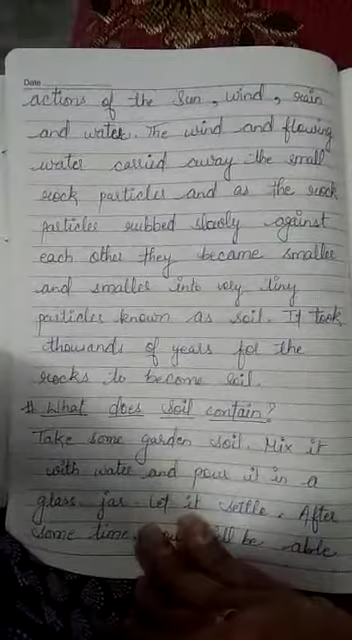 Date
actions of the Sun, wind, rain
and water. The wind and flowing
water carried away the small
rock particles and as the rock
particles rubbed slowly against
each other they became smaller
and smaller into very tiny
particles known as soil. It took
thousands of years for the
rocks to become soil.
# What does soil contain?
Take some garden soil. Mix it
with water and pour it in a
glass jar. Let it settle. After
some time, be able